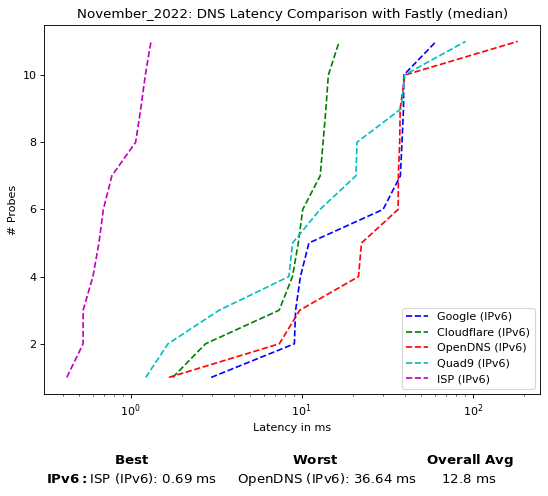 November_2022: DNS Latency Comparison with Fastly (median)
# Probes
10
8
6
4
2
Google (IPv6)
Cloudflare (IPv6)
OpenDNS (IPv6)
Quad9 (IPv6)
ISP (IPv6)
10⁰ 10¹ 10²
Latency in ms
Best Worst Overall Avg
IPv6: ISP (IPv6): 0.69 ms OpenDNS (IPv6): 36.64 ms 12.8 ms